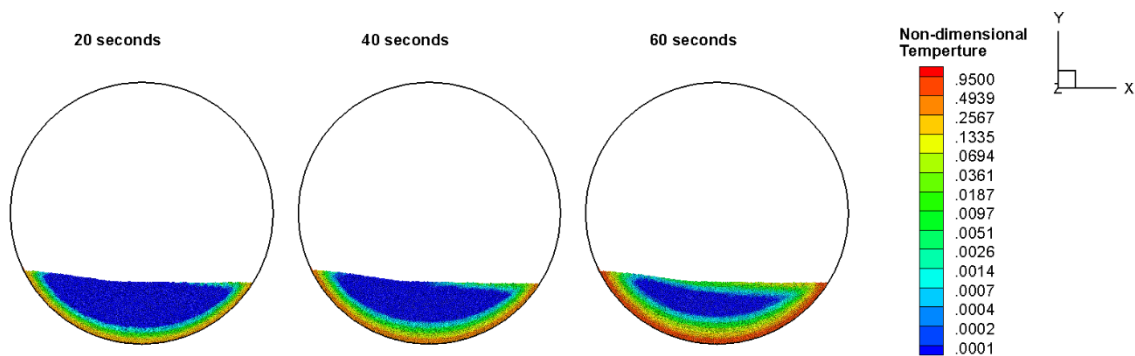 20 seconds
40 seconds
60 seconds
Non-dimensional
Temperture
.9500
.4939
.2567
.1335
.0694
.0361
.0187
.0097
.0051
.0026
.0014
.0007
.0004
.0002
.0001
Y
Z
X